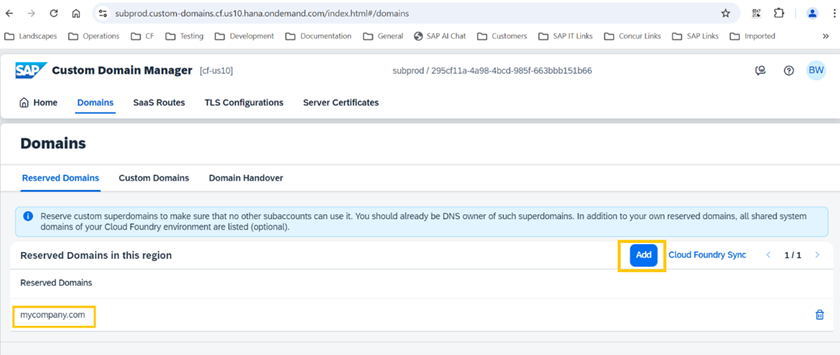 subprod.custom-domains.cf.us10.hana.ondemand.com/index.html#/domains
Landscapes Operations CF Testing Development Documentation General SAP AI Chat Customers SAP IT Links Concur Links SAP Links Imported »
SAP Custom Domain Manager [cf-us10] subprod / 295cf11a-4a98-4bcd-985f-663bbb151b66 BW
Home Domains SaaS Routes TLS Configurations Server Certificates
Domains
Reserved Domains Custom Domains Domain Handover
Reserve custom superdomains to make sure that no other subaccounts can use it. You should already be DNS owner of such superdomains. In addition to your own reserved domains, all shared system
domains of your Cloud Foundry environment are listed (optional).
Reserved Domains in this region Add Cloud Foundry Sync 1 / 1
Reserved Domains
mycompany.com